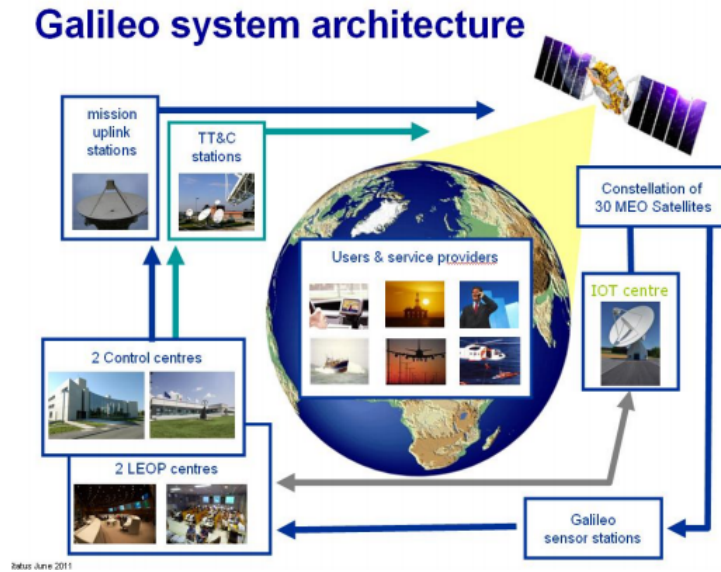 Galileo system architecture
mission
uplink
stations
TT&C
stations
Constellation of
30 MEO Satellites
Users & service providers
IOT centre
2 Control centres
2 LEOP centres
Galileo
sensor stations
Status June 2011